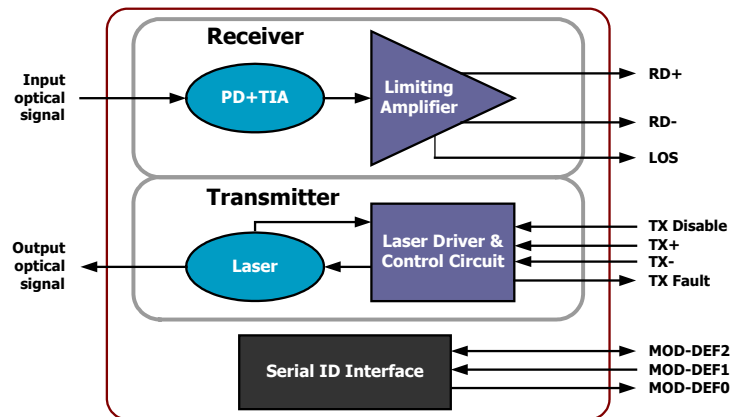 Receiver
Input
optical
signal
PD+TIA
Limiting
Amplifier
RD+
RD-
LOS
Transmitter
Output
optical
signal
Laser
Laser Driver &
Control Circuit
TX Disable
TX+
TX-
TX Fault
Serial ID Interface
MOD-DEF2
MOD-DEF1
MOD-DEF0